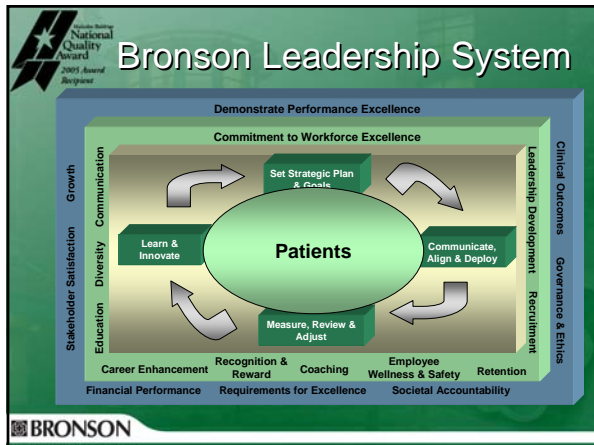 Malcolm Baldrige
National
Quality
Award
2005 Award
Recipient
Bronson Leadership System
Demonstrate Performance Excellence
Commitment to Workforce Excellence
Growth
Stakeholder Satisfaction
Communication
Diversity
Education
Set Strategic Plan
& Goals
Learn &
Innovate
Patients
Communicate,
Align & Deploy
Measure, Review &
Adjust
Leadership Development
Recruitment
Clinical Outcomes
Governance & Ethics
Career Enhancement
Recognition &
Reward
Coaching
Employee
Wellness & Safety
Retention
Financial Performance
Requirements for Excellence
Societal Accountability
BRONSON